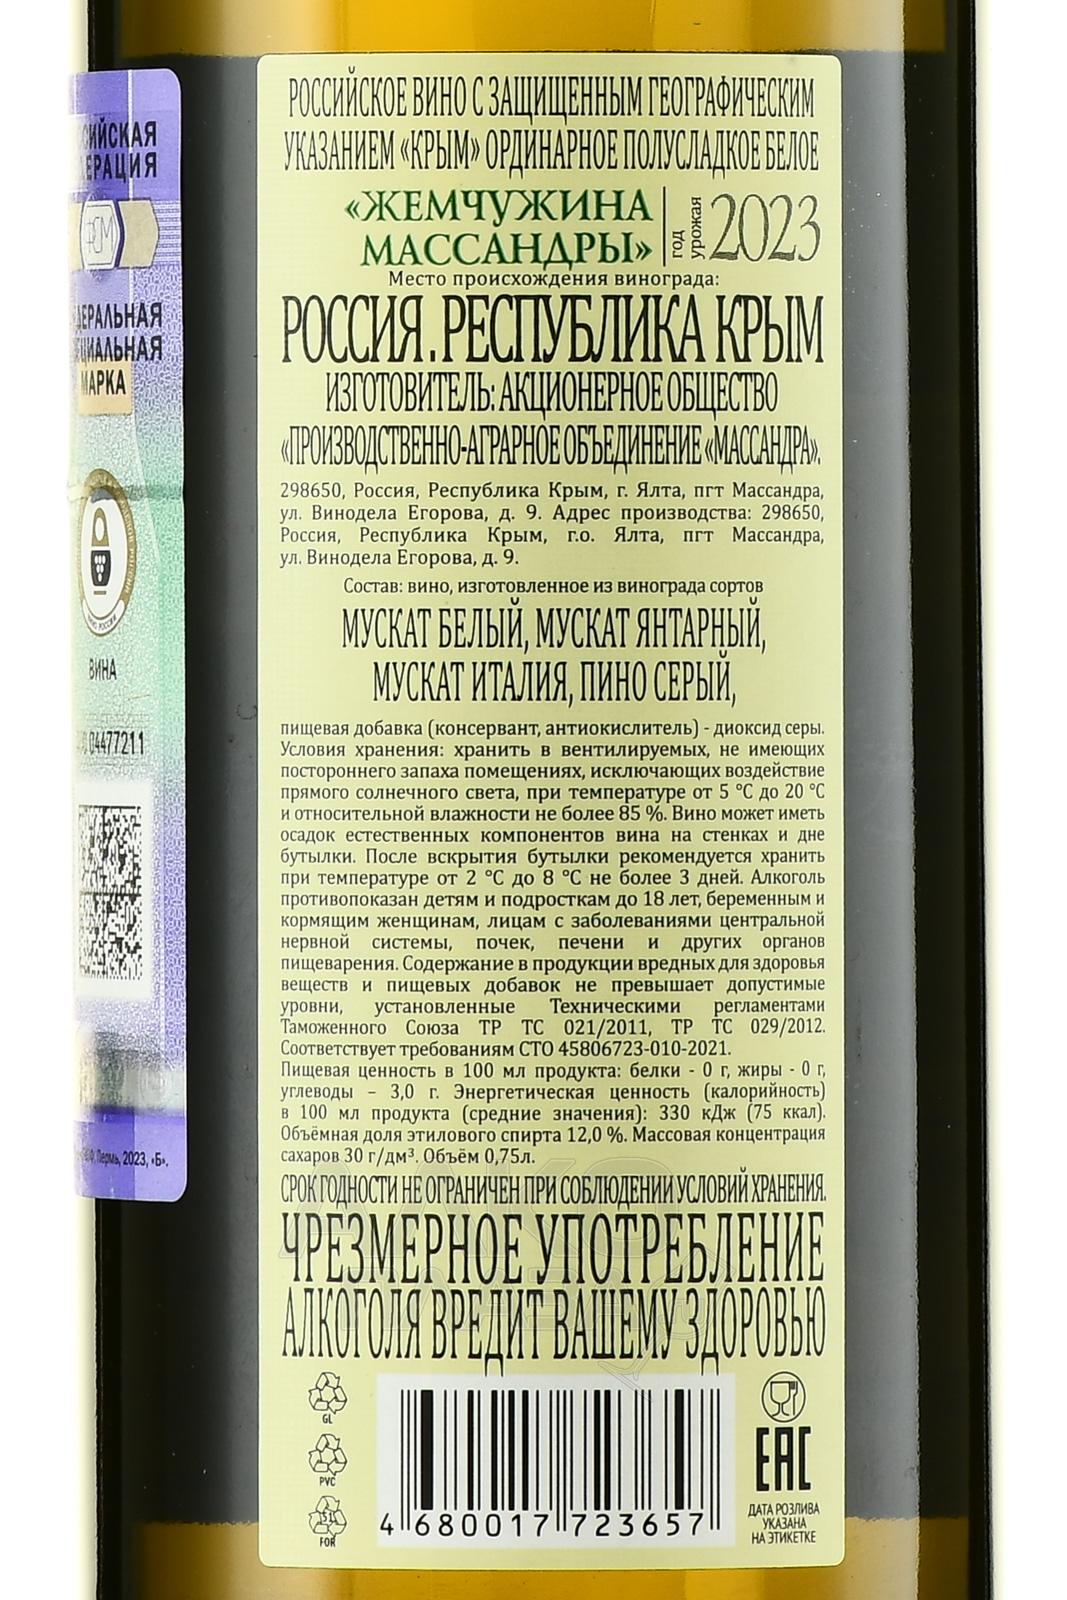 РОССИЙСКОЕ ВИНО С ЗАЩИЩЕННЫМ ГЕОГРАФИЧЕСКИМ
УКАЗАНИЕМ «КРЫМ» ОРДИНАРНОЕ ПОЛУСЛАДКОЕ БЕЛОЕ
«ЖЕМЧУЖИНА
МАССАНДРЫ»
год
урожая
2023
Место происхождения винограда:
РОССИЯ. РЕСПУБЛИКА КРЫМ
ИЗГОТОВИТЕЛЬ: АКЦИОНЕРНОЕ ОБЩЕСТВО
«ПРОИЗВОДСТВЕННО-АГРАРНОЕ ОБЪЕДИНЕНИЕ «МАССАНДРА».
298650, Россия, Республика Крым, г. Ялта, пгт Массандра,
ул. Винодела Егорова, д. 9. Адрес производства: 298650,
Россия, Республика Крым, г.о. Ялта, пгт Массандра,
ул. Винодела Егорова, д. 9.
Состав: вино, изготовленное из винограда сортов
МУСКАТ БЕЛЫЙ, МУСКАТ ЯНТАРНЫЙ,
МУСКАТ ИТАЛИЯ, ПИНО СЕРЫЙ,
пищевая добавка (консервант, антиокислитель) - диоксид серы.
Условия хранения: хранить в вентилируемых, не имеющих
постороннего запаха помещениях, исключающих воздействие
прямого солнечного света, при температуре от 5 °С до 20 °С
и относительной влажности не более 85 %. Вино может иметь
осадок естественных компонентов вина на стенках и дне
бутылки. После вскрытия бутылки рекомендуется хранить
при температуре от 2 °С до 8 °С не более 3 дней. Алкоголь
противопоказан детям и подросткам до 18 лет, беременным и
кормящим женщинам, лицам с заболеваниями центральной
нервной системы, почек, печени и других органов
пищеварения. Содержание в продукции вредных для здоровья
веществ и пищевых добавок не превышает допустимые
уровни, установленные Техническими регламентами
Таможенного Союза ТР ТС 021/2011, ТР ТС 029/2012.
Соответствует требованиям СТО 45806723-010-2021.
Пищевая ценность в 100 мл продукта: белки - 0 г, жиры - 0 г,
углеводы – 3,0 г. Энергетическая ценность (калорийность)
в 100 мл продукта (средние значения): 330 кДж (75 ккал).
Объёмная доля этилового спирта 12,0 %. Массовая концентрация
сахаров 30 г/дм³. Объём 0,75л.
СРОК ГОДНОСТИ НЕ ОГРАНИЧЕН ПРИ СОБЛЮДЕНИИ УСЛОВИЙ ХРАНЕНИЯ.
ЧРЕЗМЕРНОЕ УПОТРЕБЛЕНИЕ
АЛКОГОЛЯ ВРЕДИТ ВАШЕМУ ЗДОРОВЬЮ
GL
PVC
51
FOR
4 680017 723657
ЕАС
ДАТА РОЗЛИВА
УКАЗАНА
НА ЭТИКЕТКЕ
МАРКА
ВИНА
04477211
Пермь, 2023, «Б».